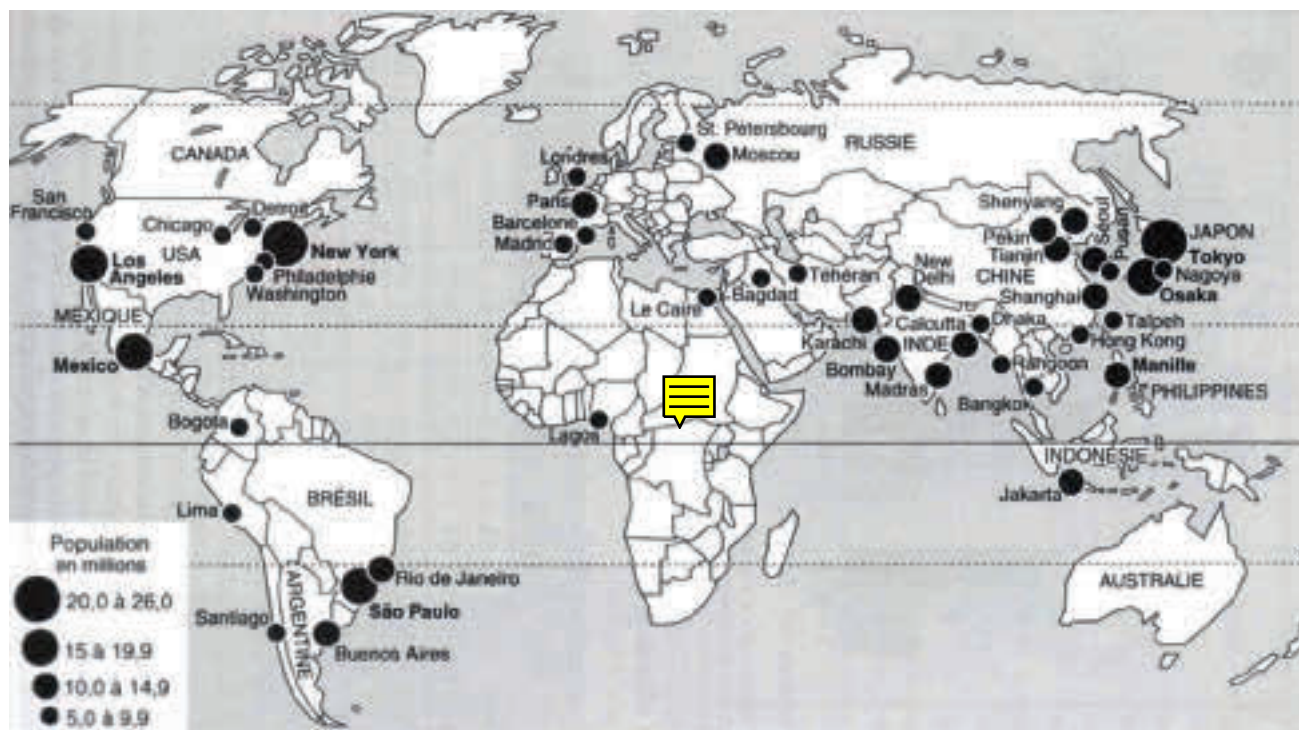 St. Pétersbourg
RUSSIE
Moscou
CANADA
Londres
San
Francisco
Paris
Barcelone
Madrid
Detroit
Chicago
USA
New York
Los
Angeles
Philadelphie
Washington
Shenyang
Pékin
Tianjin
Séoul
Pusan
JAPON
Tokyo
Nagoya
Osaka
New
Delhi
CHINE
Téhéran
Bagdad
Le Caire
Shanghai
MEXIQUE
Mexico
Karachi
Calcutta
Dhaka
INDE
Taipeh
Hong Kong
Bombay
Madras
Rangoon
Bangkok
Manille
PHILIPPINES
Bogota
Lagos
INDONÉSIE
Jakarta
Lima
BRÉSIL
Rio de Janeiro
São Paulo
Santiago
ARGENTINE
Buenos Aires
AUSTRALIE
Population
en millions
20,0 à 26,0
15 à 19,9
10,0 à 14,9
5,0 à 9,9